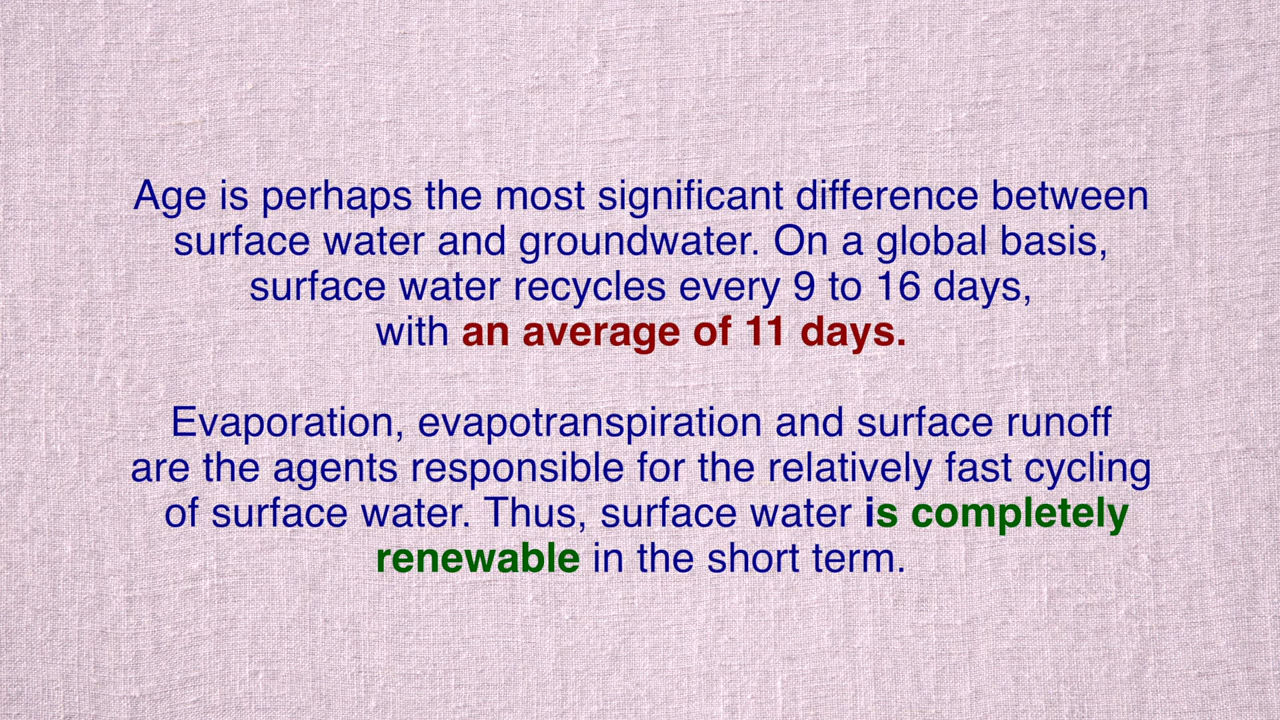 Age is perhaps the most significant difference between
surface water and groundwater. On a global basis,
surface water recycles every 9 to 16 days,
with an average of 11 days.
Evaporation, evapotranspiration and surface runoff
are the agents responsible for the relatively fast cycling
of surface water. Thus, surface water is completely
renewable in the short term.